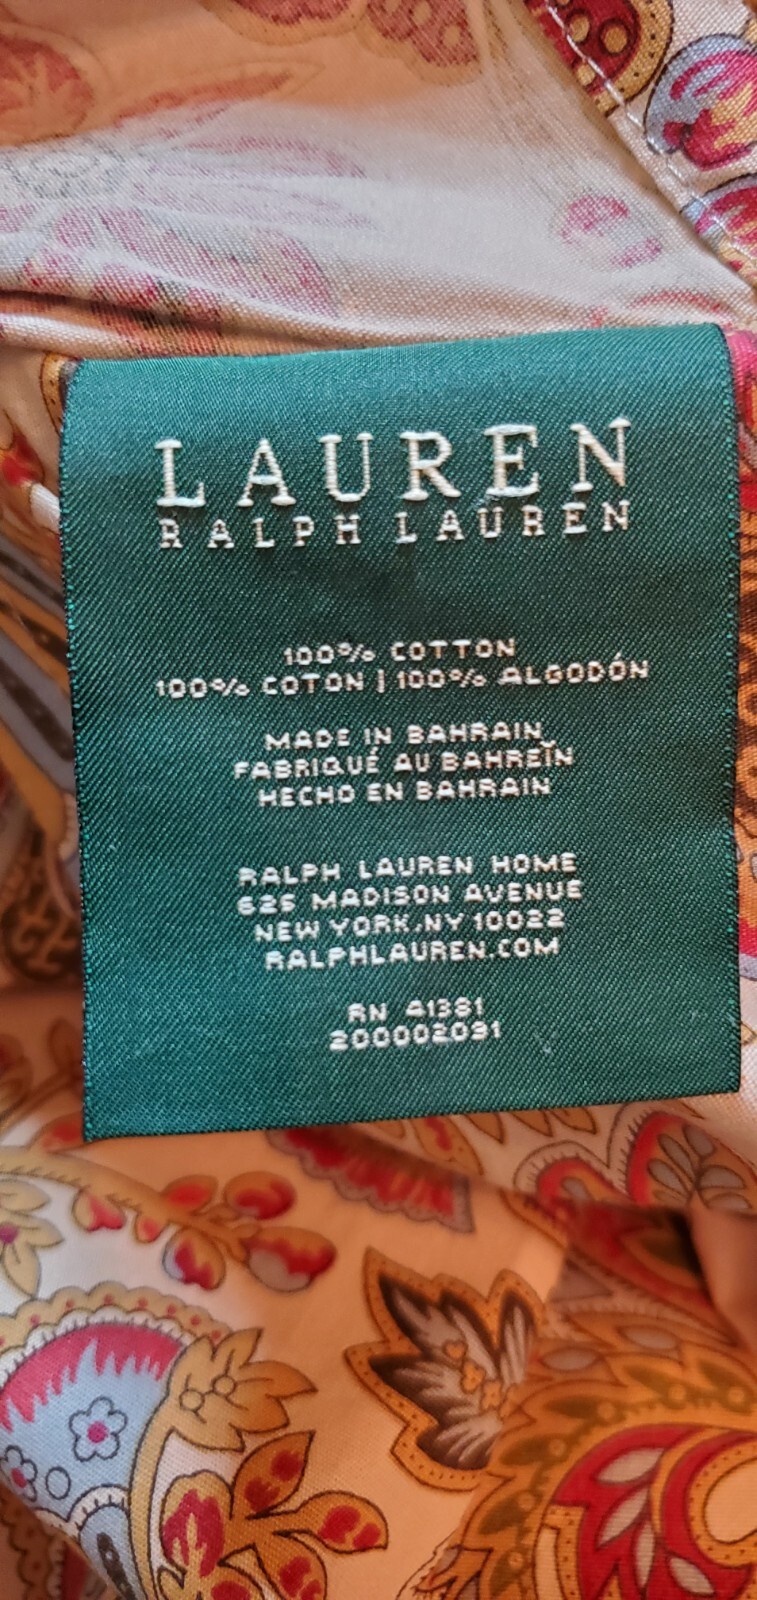 LAUREN
RALPH LAUREN
100% COTTON
100% COTON | 100% ALGODÓN
MADE IN BAHRAIN
FABRIQUÉ AU BAHREÏN
HECHO EN BAHRAIN
RALPH LAUREN HOME
625 MADISON AVENUE
NEW YORK, NY 10022
RALPHLAUREN.COM
RN 41381
200002091